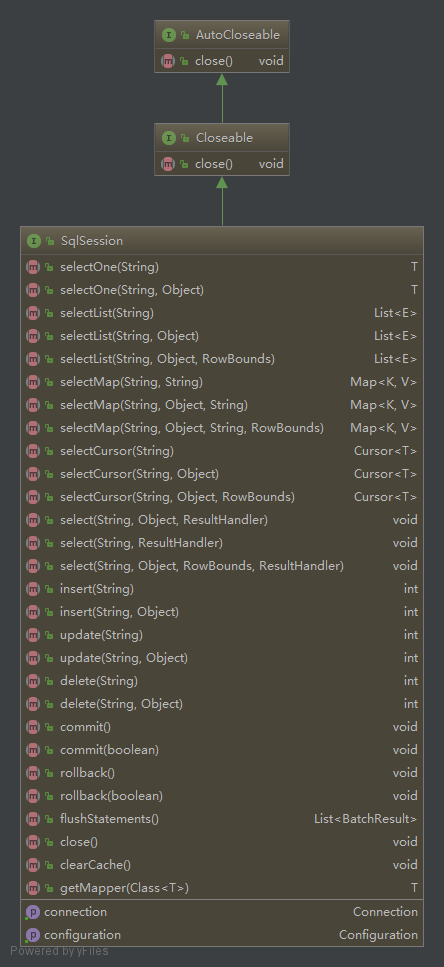 AutoCloseable
close() void
Closeable
close() void
SqlSession
selectOne(String) T
selectOne(String, Object) T
selectList(String) List<E>
selectList(String, Object) List<E>
selectList(String, Object, RowBounds) List<E>
selectMap(String, String) Map<K, V>
selectMap(String, Object, String) Map<K, V>
selectMap(String, Object, String, RowBounds) Map<K, V>
selectCursor(String) Cursor<T>
selectCursor(String, Object) Cursor<T>
selectCursor(String, Object, RowBounds) Cursor<T>
select(String, Object, ResultHandler) void
select(String, ResultHandler) void
select(String, Object, RowBounds, ResultHandler) void
insert(String) int
insert(String, Object) int
update(String) int
update(String, Object) int
delete(String) int
delete(String, Object) int
commit() void
commit(boolean) void
rollback() void
rollback(boolean) void
flushStatements() List<BatchResult>
close() void
clearCache() void
getMapper(Class<T>) T
connection Connection
configuration Configuration
Powered by yFiles